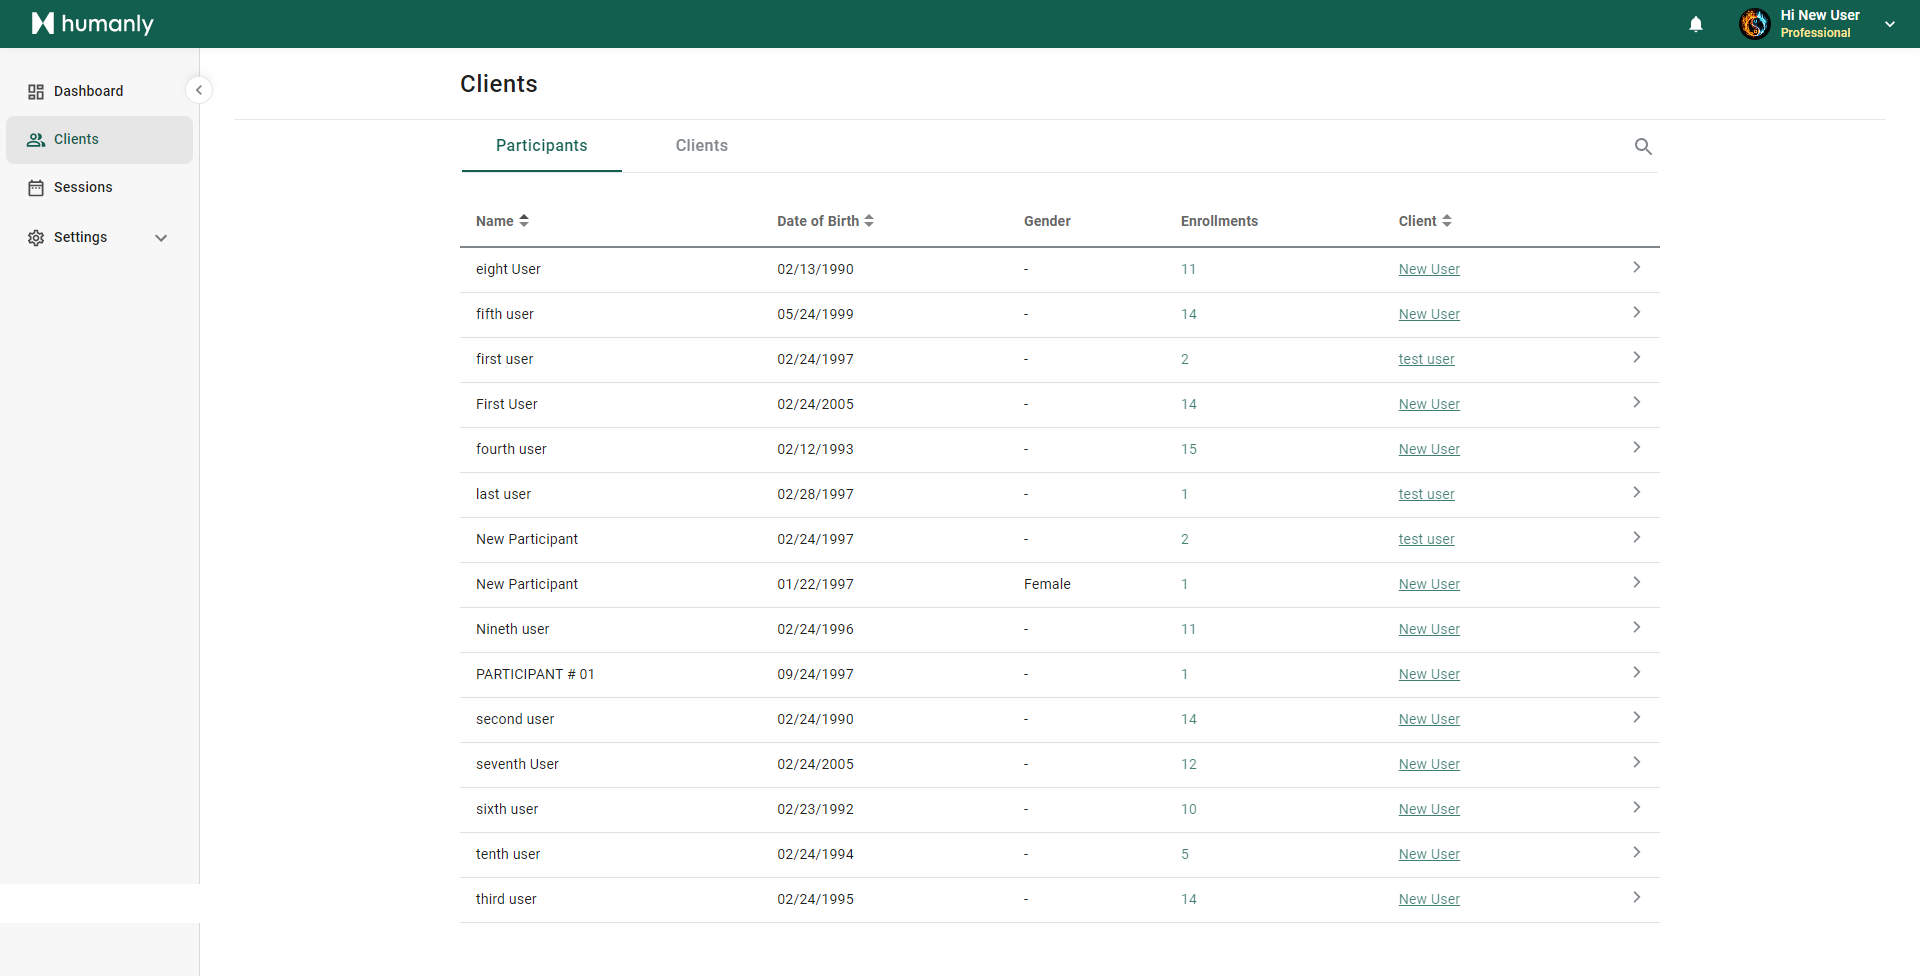 humanly
Hi New User
Professional
Dashboard
Clients
Sessions
Settings
Clients
Participants Clients
Name Date of Birth Gender Enrollments Client
eight User 02/13/1990 - 11 New User
fifth user 05/24/1999 - 14 New User
first user 02/24/1997 - 2 test user
First User 02/24/2005 - 14 New User
fourth user 02/12/1993 - 15 New User
last user 02/28/1997 - 1 test user
New Participant 02/24/1997 - 2 test user
New Participant 01/22/1997 Female 1 New User
Nineth user 02/24/1996 - 11 New User
PARTICIPANT # 01 09/24/1997 - 1 New User
second user 02/24/1990 - 14 New User
seventh User 02/24/2005 - 12 New User
sixth user 02/23/1992 - 10 New User
tenth user 02/24/1994 - 5 New User
third user 02/24/1995 - 14 New User